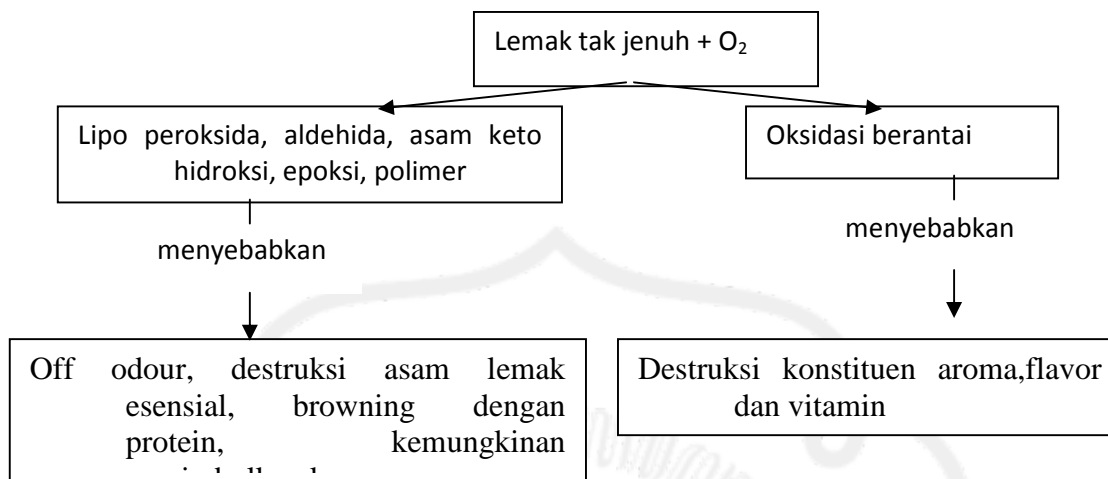 Lemak tak jenuh + O₂
Lipo peroksida, aldehida, asam keto
hidroksi, epoksi, polimer
Oksidasi berantai
menyebabkan
menyebabkan
Off odour, destruksi asam lemak
esensial, browning dengan
protein, kemungkinan
Destruksi konstituen aroma,flavor
dan vitamin